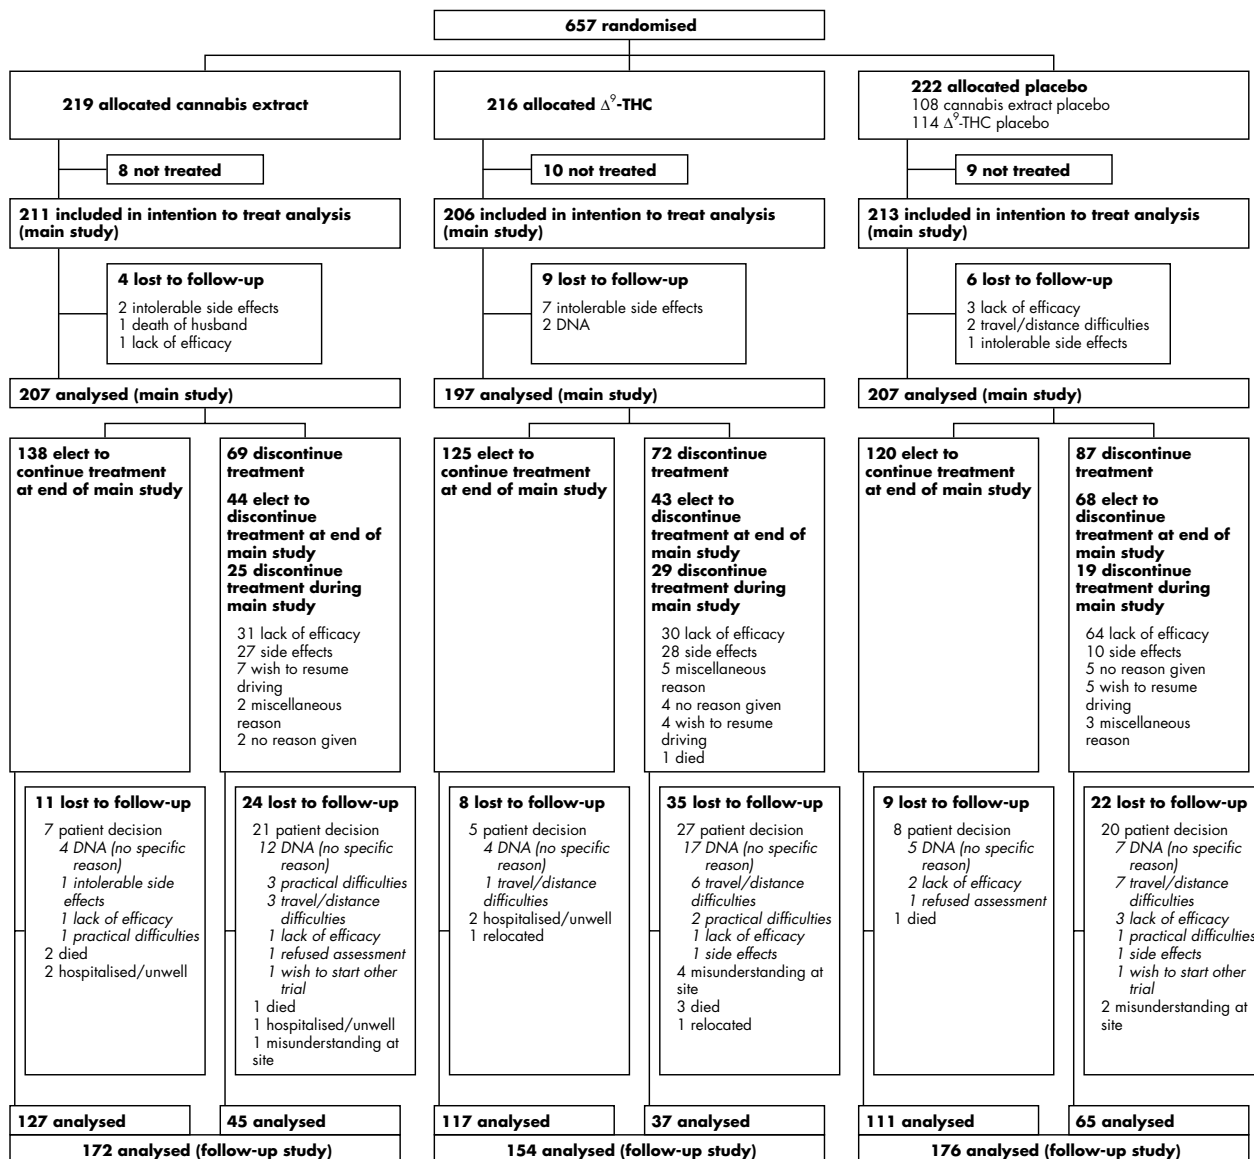 657 randomised
219 allocated cannabis extract
8 not treated
211 included in intention to treat analysis
(main study)
4 lost to follow-up
2 intolerable side effects
1 death of husband
1 lack of efficacy
207 analysed (main study)
138 elect to
continue treatment
at end of main study
69 discontinue
treatment
44 elect to
discontinue
treatment at end of
main study
25 discontinue
treatment during
main study
31 lack of efficacy
27 side effects
7 wish to resume
driving
2 miscellaneous
reason
2 no reason given
11 lost to follow-up
7 patient decision
4 DNA (no specific
reason)
1 intolerable side
effects
1 lack of efficacy
1 practical difficulties
2 died
2 hospitalised/unwell
24 lost to follow-up
21 patient decision
12 DNA (no specific
reason)
3 practical difficulties
3 travel/distance
difficulties
1 lack of efficacy
1 refused assessment
1 wish to start other
trial
1 died
1 hospitalised/unwell
1 misunderstanding at
site
127 analysed
45 analysed
172 analysed (follow-up study)
216 allocated Δ⁹-THC
10 not treated
206 included in intention to treat analysis
(main study)
9 lost to follow-up
7 intolerable side effects
2 DNA
197 analysed (main study)
125 elect to
continue treatment
at end of main study
72 discontinue
treatment
43 elect to
discontinue
treatment at end of
main study
29 discontinue
treatment during
main study
30 lack of efficacy
28 side effects
5 miscellaneous
reason
4 no reason given
4 wish to resume
driving
1 died
8 lost to follow-up
5 patient decision
4 DNA (no specific
reason)
1 travel/distance
difficulties
2 hospitalised/unwell
1 relocated
35 lost to follow-up
27 patient decision
17 DNA (no specific
reason)
6 travel/distance
difficulties
2 practical difficulties
1 lack of efficacy
1 side effects
4 misunderstanding at
site
3 died
1 relocated
117 analysed
37 analysed
154 analysed (follow-up study)
222 allocated placebo
108 cannabis extract placebo
114 Δ⁹-THC placebo
9 not treated
213 included in intention to treat analysis
(main study)
6 lost to follow-up
3 lack of efficacy
2 travel/distance difficulties
1 intolerable side effects
207 analysed (main study)
120 elect to
continue treatment
at end of main study
87 discontinue
treatment
68 elect to
discontinue
treatment at end of
main study
19 discontinue
treatment during
main study
64 lack of efficacy
10 side effects
5 no reason given
5 wish to resume
driving
3 miscellaneous
reason
9 lost to follow-up
8 patient decision
5 DNA (no specific
reason)
2 lack of efficacy
1 refused assessment
1 died
22 lost to follow-up
20 patient decision
7 DNA (no specific
reason)
7 travel/distance
difficulties
3 lack of efficacy
1 practical difficulties
1 side effects
1 wish to start other
trial
2 misunderstanding at
site
111 analysed
65 analysed
176 analysed (follow-up study)